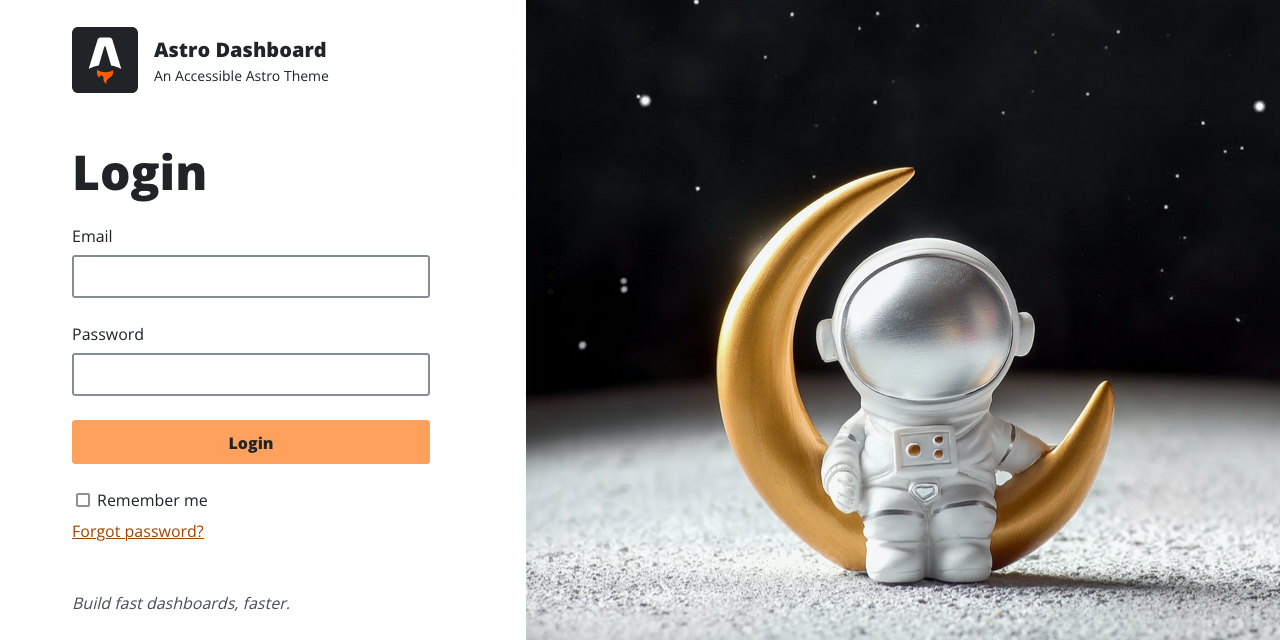 Astro Dashboard
An Accessible Astro Theme
Login
Email
Password
Login
Remember me
Forgot password?
Build fast dashboards, faster.